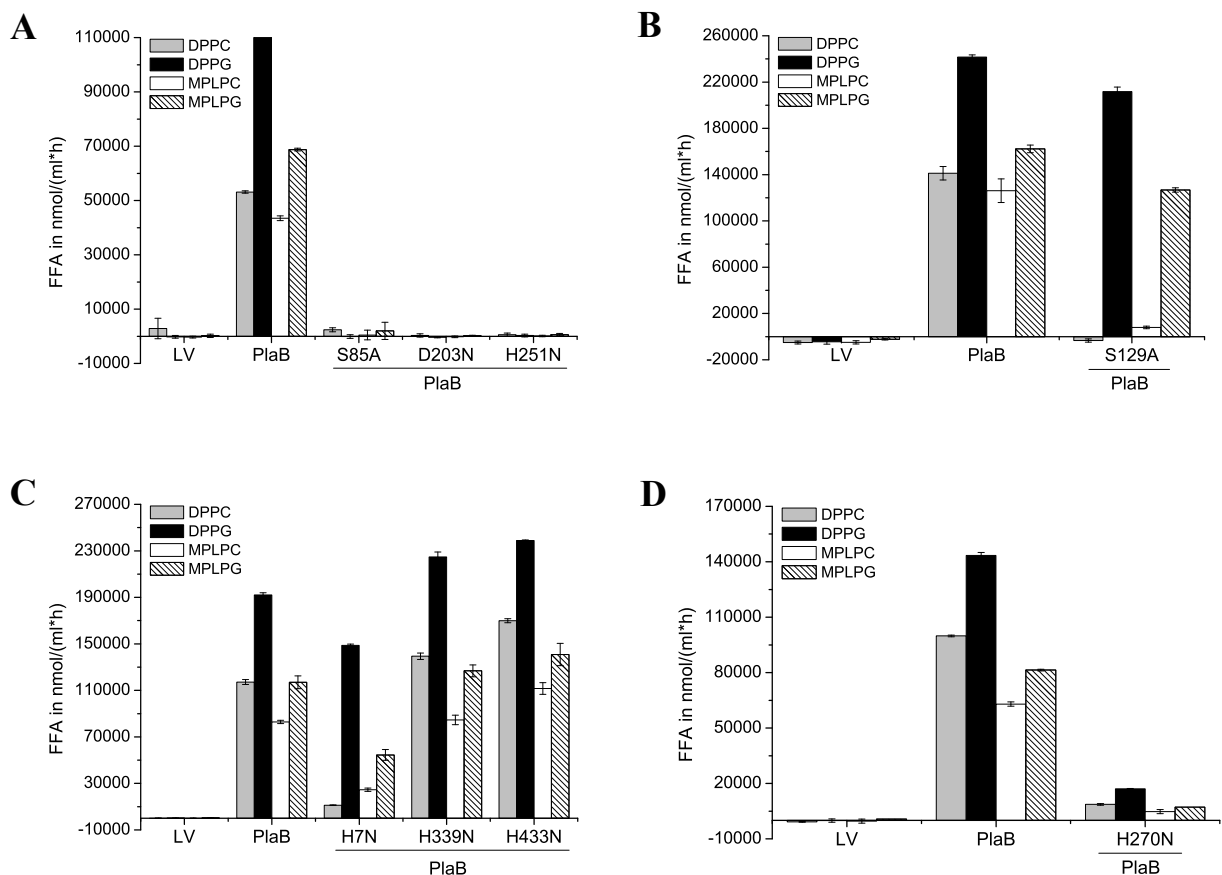 A
FFA in nmol/(ml*h)
110000
90000
70000
50000
30000
10000
-10000
DPPC
DPPG
MPLPC
MPLPG
LV PlaB S85A D203N H251N
PlaB
B
FFA in nmol/(ml*h)
260000
220000
180000
140000
100000
60000
20000
-20000
DPPC
DPPG
MPLPC
MPLPG
LV PlaB S129A
PlaB
C
FFA in nmol/(ml*h)
270000
230000
190000
150000
110000
70000
30000
-10000
DPPC
DPPG
MPLPC
MPLPG
LV PlaB H7N H339N H433N
PlaB
D
FFA in nmol/(ml*h)
170000
140000
110000
80000
50000
20000
-10000
DPPC
DPPG
MPLPC
MPLPG
LV PlaB H270N
PlaB